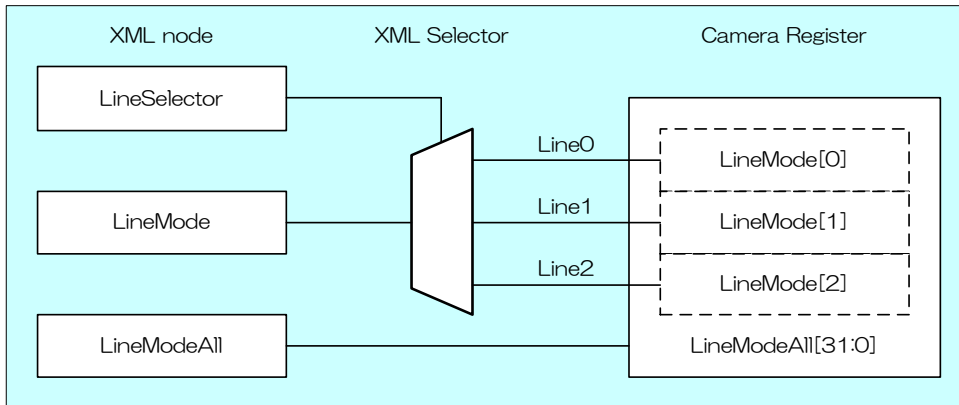 XML node XML Selector Camera Register
LineSelector
Line0 LineMode[0]
LineMode Line1 LineMode[1]
Line2 LineMode[2]
LineModeAll LineModeAll[31:0]